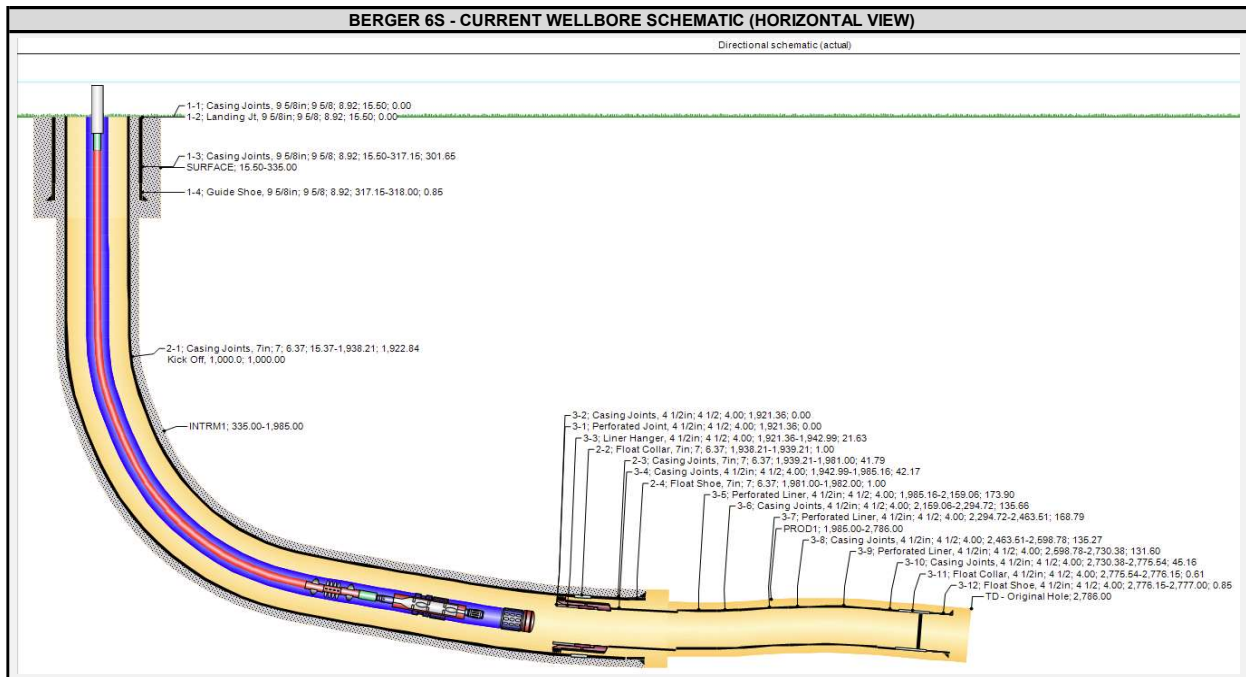 BERGER 6S - CURRENT WELLBORE SCHEMATIC (HORIZONTAL VIEW)
Directional schematic (actual)
1-1; Casing Joints, 9 5/8in; 9 5/8; 8.92; 15.50; 0.00
1-2; Landing Jt, 9 5/8in; 9 5/8; 8.92; 15.50; 0.00
1-3; Casing Joints, 9 5/8in; 9 5/8; 8.92; 15.50-317.15; 301.65
SURFACE; 15.50-335.00
1-4; Guide Shoe, 9 5/8in; 9 5/8; 8.92; 317.15-318.00; 0.85
2-1; Casing Joints, 7in; 7; 6.37; 15.37-1,938.21; 1,922.84
Kick Off, 1,000.0; 1,000.00
INTRM1; 335.00-1,985.00
3-2; Casing Joints, 4 1/2in; 4 1/2; 4.00; 1,921.36; 0.00
3-1; Perforated Joint, 4 1/2in; 4 1/2; 4.00; 1,921.36; 0.00
3-3; Liner Hanger, 4 1/2in; 4 1/2; 4.00; 1,921.36-1,942.99; 21.63
2-2; Float Collar, 7in; 7; 6.37; 1,938.21-1,939.21; 1.00
2-3; Casing Joints, 7in; 7; 6.37; 1,939.21-1,981.00; 41.79
3-4; Casing Joints, 4 1/2in; 4 1/2; 4.00; 1,942.99-1,985.16; 42.17
2-4; Float Shoe, 7in; 7; 6.37; 1,981.00-1,982.00; 1.00
3-5; Perforated Liner, 4 1/2in; 4 1/2; 4.00; 1,985.16-2,159.06; 173.90
3-6; Casing Joints, 4 1/2in; 4 1/2; 4.00; 2,159.06-2,294.72; 135.66
3-7; Perforated Liner, 4 1/2in; 4 1/2; 4.00; 2,294.72-2,463.51; 168.79
PROD1; 1,985.00-2,786.00
3-8; Casing Joints, 4 1/2in; 4 1/2; 4.00; 2,463.51-2,598.78; 135.27
3-9; Perforated Liner, 4 1/2in; 4 1/2; 4.00; 2,598.78-2,730.38; 131.60
3-10; Casing Joints, 4 1/2in; 4 1/2; 4.00; 2,730.38-2,775.54; 45.16
3-11; Float Collar, 4 1/2in; 4 1/2; 4.00; 2,775.54-2,776.15; 0.61
3-12; Float Shoe, 4 1/2in; 4 1/2; 4.00; 2,776.15-2,777.00; 0.85
TD - Original Hole; 2,786.00